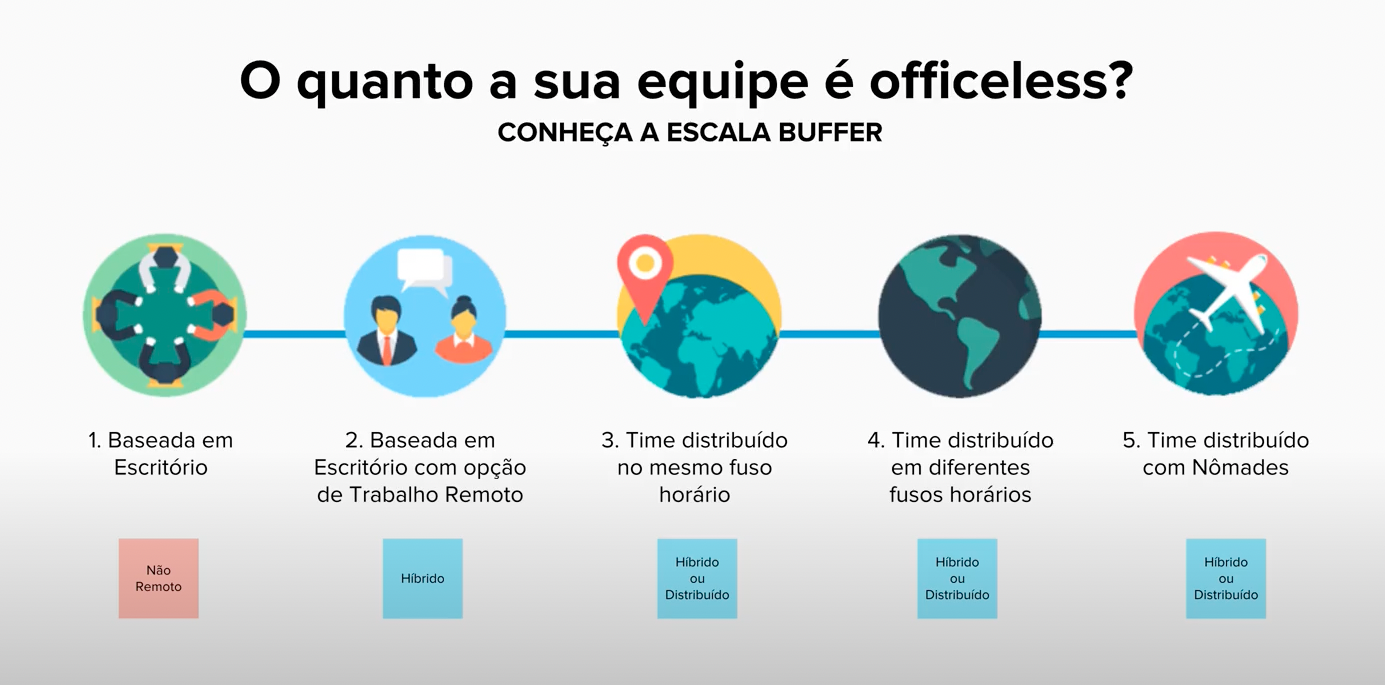 O quanto a sua equipe é officeless?
CONHEÇA A ESCALA BUFFER
1. Baseada em
Escritório
2. Baseada em
Escritório com opção
de Trabalho Remoto
3. Time distribuído
no mesmo fuso
horário
4. Time distribuído
em diferentes
fusos horários
5. Time distribuído
com Nômades
Não
Remoto
Híbrido
Híbrido
ou
Distribuído
Híbrido
ou
Distribuído
Híbrido
ou
Distribuído